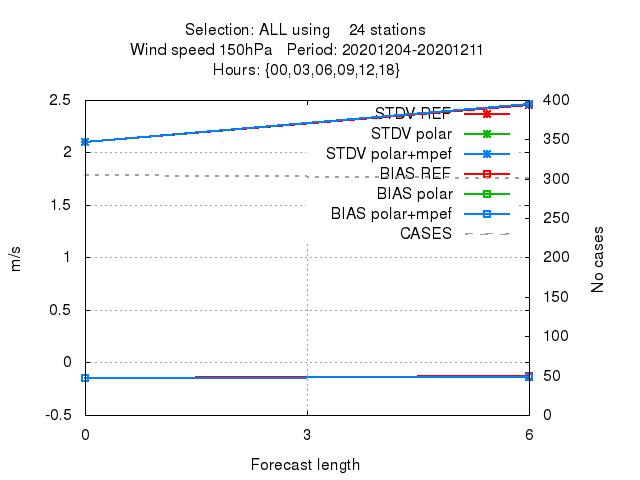 Selection: ALL using    24 stations
Wind speed 150hPa   Period: 20201204-20201211
Hours: {00,03,06,09,12,18}
2.5
2
1.5
1
0.5
0
-0.5
400
350
300
250
200
150
100
50
0
STDV REF
STDV polar
STDV polar+mpef
BIAS REF
BIAS polar
BIAS polar+mpef
CASES
m/s
No cases
0
3
6
Forecast length